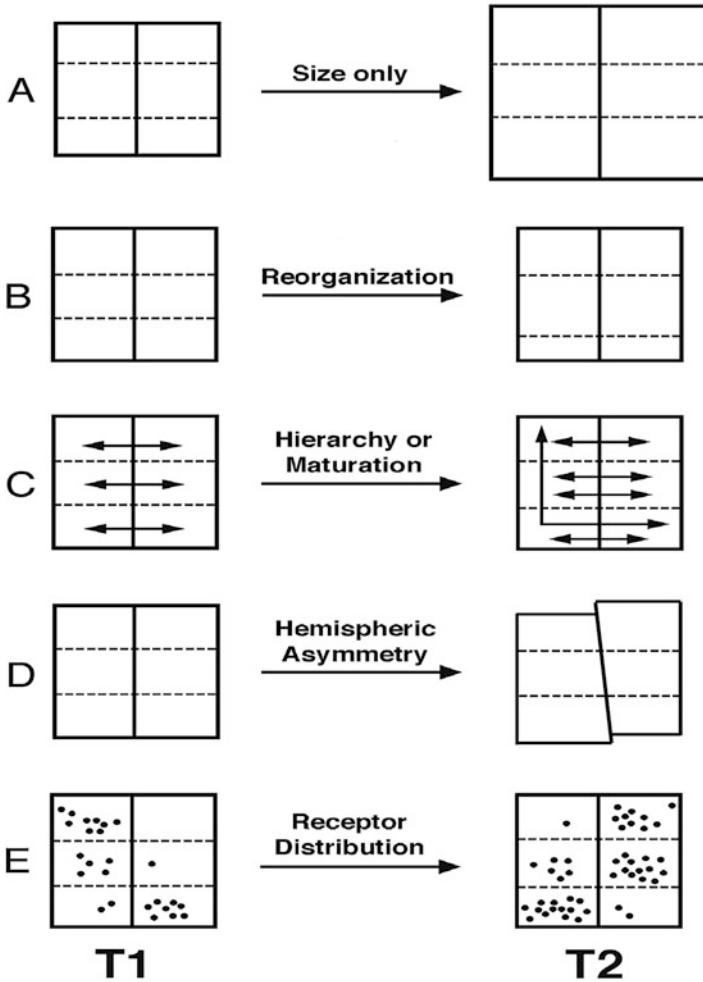 A
Size only
B
Reorganization
C
Hierarchy or
Maturation
D
Hemispheric
Asymmetry
E
Receptor
Distribution
T1
T2